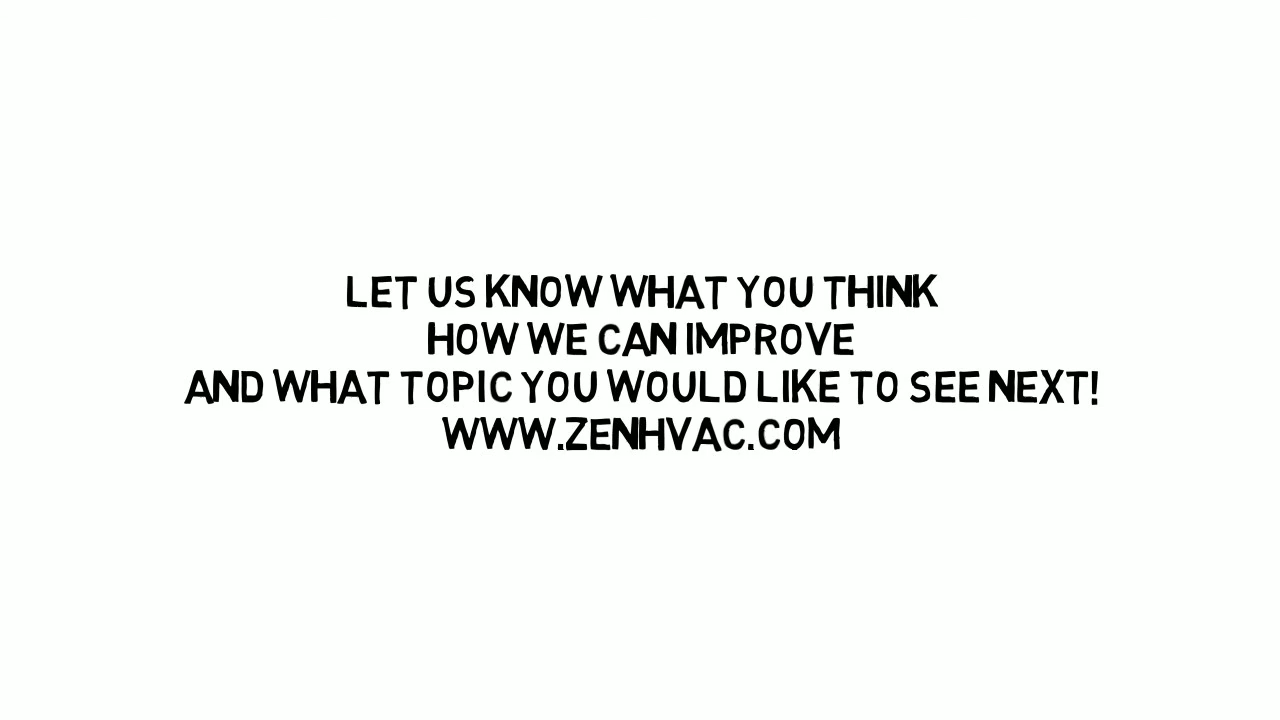 LET US KNOW WHAT YOU THINK
HOW WE CAN IMPROVE
AND WHAT TOPIC YOU WOULD LIKE TO SEE NEXT!
WWW.ZENHVAC.COM